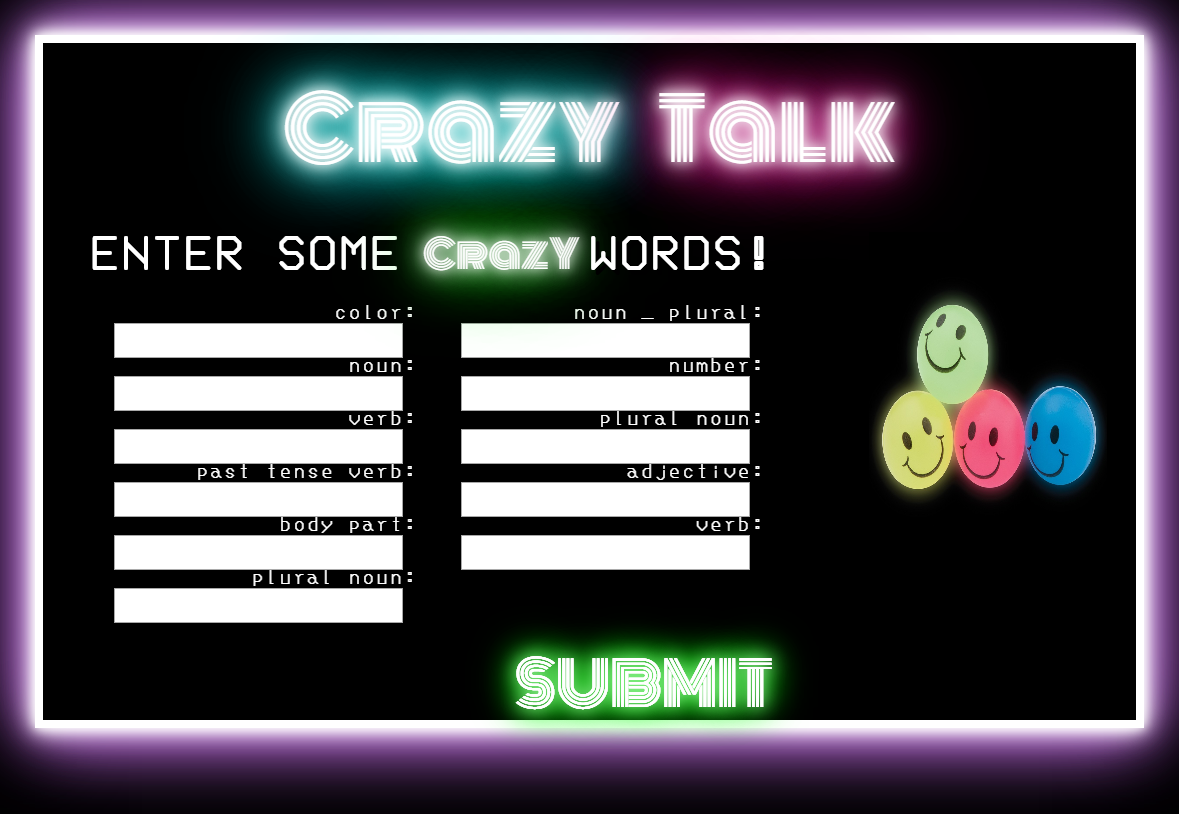 Crazy Talk
ENTER SOME CrazY WORDS!
color:
noun:
verb:
past tense verb:
body part:
plural noun:
noun _ plural:
number:
plural noun:
adjective:
verb:
SUBMIT